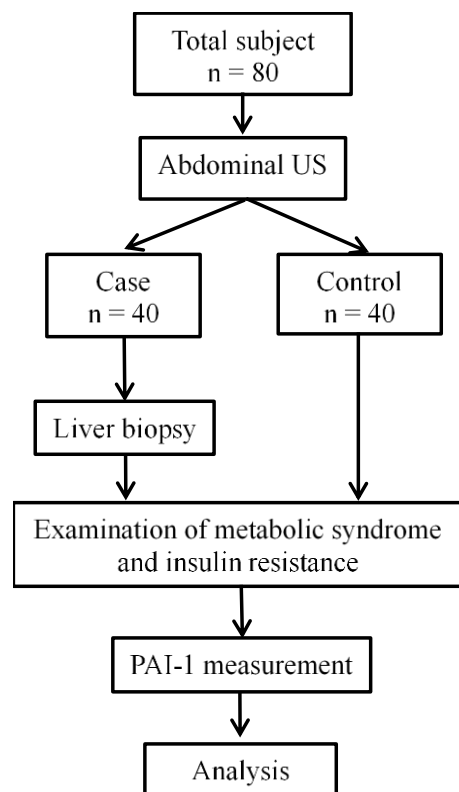 Total subject
n = 80
Abdominal US
Case
n = 40
Control
n = 40
Liver biopsy
Examination of metabolic syndrome
and insulin resistance
PAI-1 measurement
Analysis